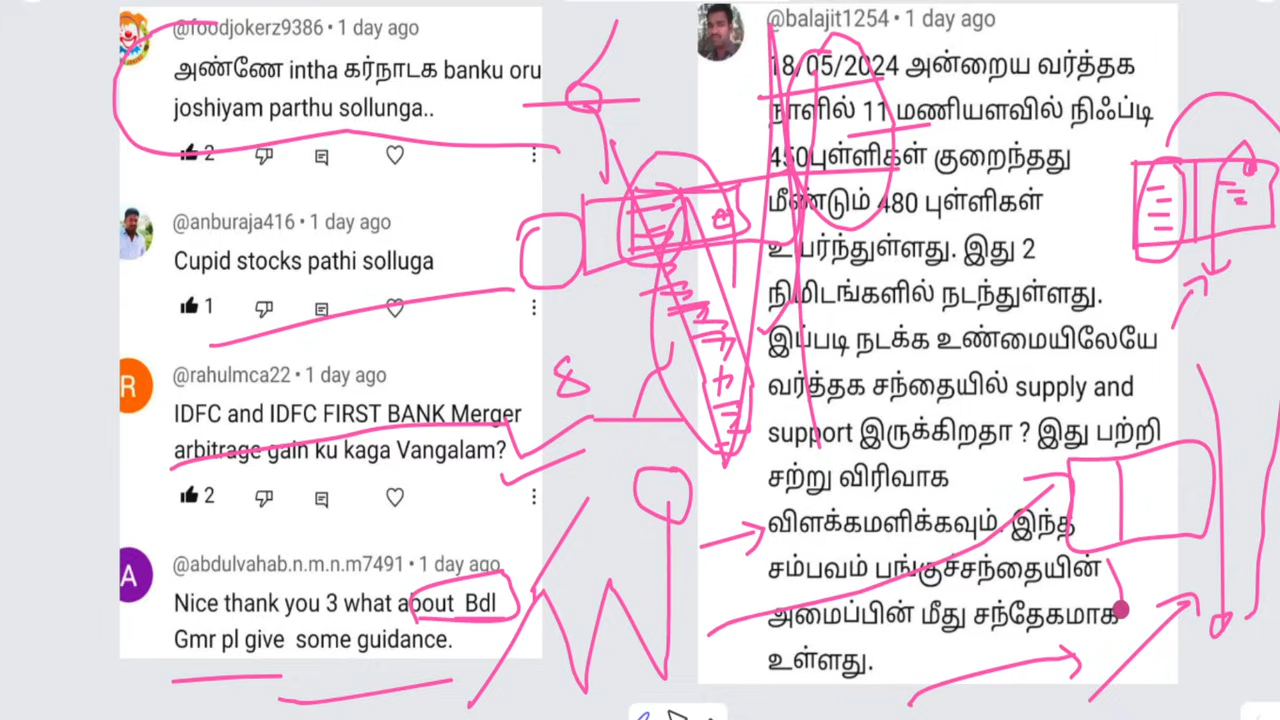 @foodjokerz9386 • 1 day ago
அண்ணே intha கர்நாடக banku oru
joshiyam parthu sollunga..
2
@anburaja416 • 1 day ago
Cupid stocks pathi solluga
1
@rahulmca22 • 1 day ago
IDFC and IDFC FIRST BANK Merger
arbitrage gain ku kaga Vangalam?
2
@abdulvahab.n.m.n.m7491 • 1 day ago
Nice thank you 3 what about Bdl
Gmr pl give some guidance.
8
@balajit1254 • 1 day ago
18/05/2024 அன்றைய வர்த்தக
நாளில் 11 மணியளவில் நிஃப்டி
450புள்ளிகள் குறைந்தது
மீண்டும் 480 புள்ளிகள்
உயர்ந்துள்ளது. இது 2
நிமிடங்களில் நடந்துள்ளது.
இப்படி நடக்க உண்மையிலேயே
வர்த்தக சந்தையில் supply and
support இருக்கிறதா ? இது பற்றி
சற்று விரிவாக
விளக்கமளிக்கவும். இந்த
சம்பவம் பங்குச்சந்தையின்
அமைப்பின் மீது சந்தேகமாக
உள்ளது.